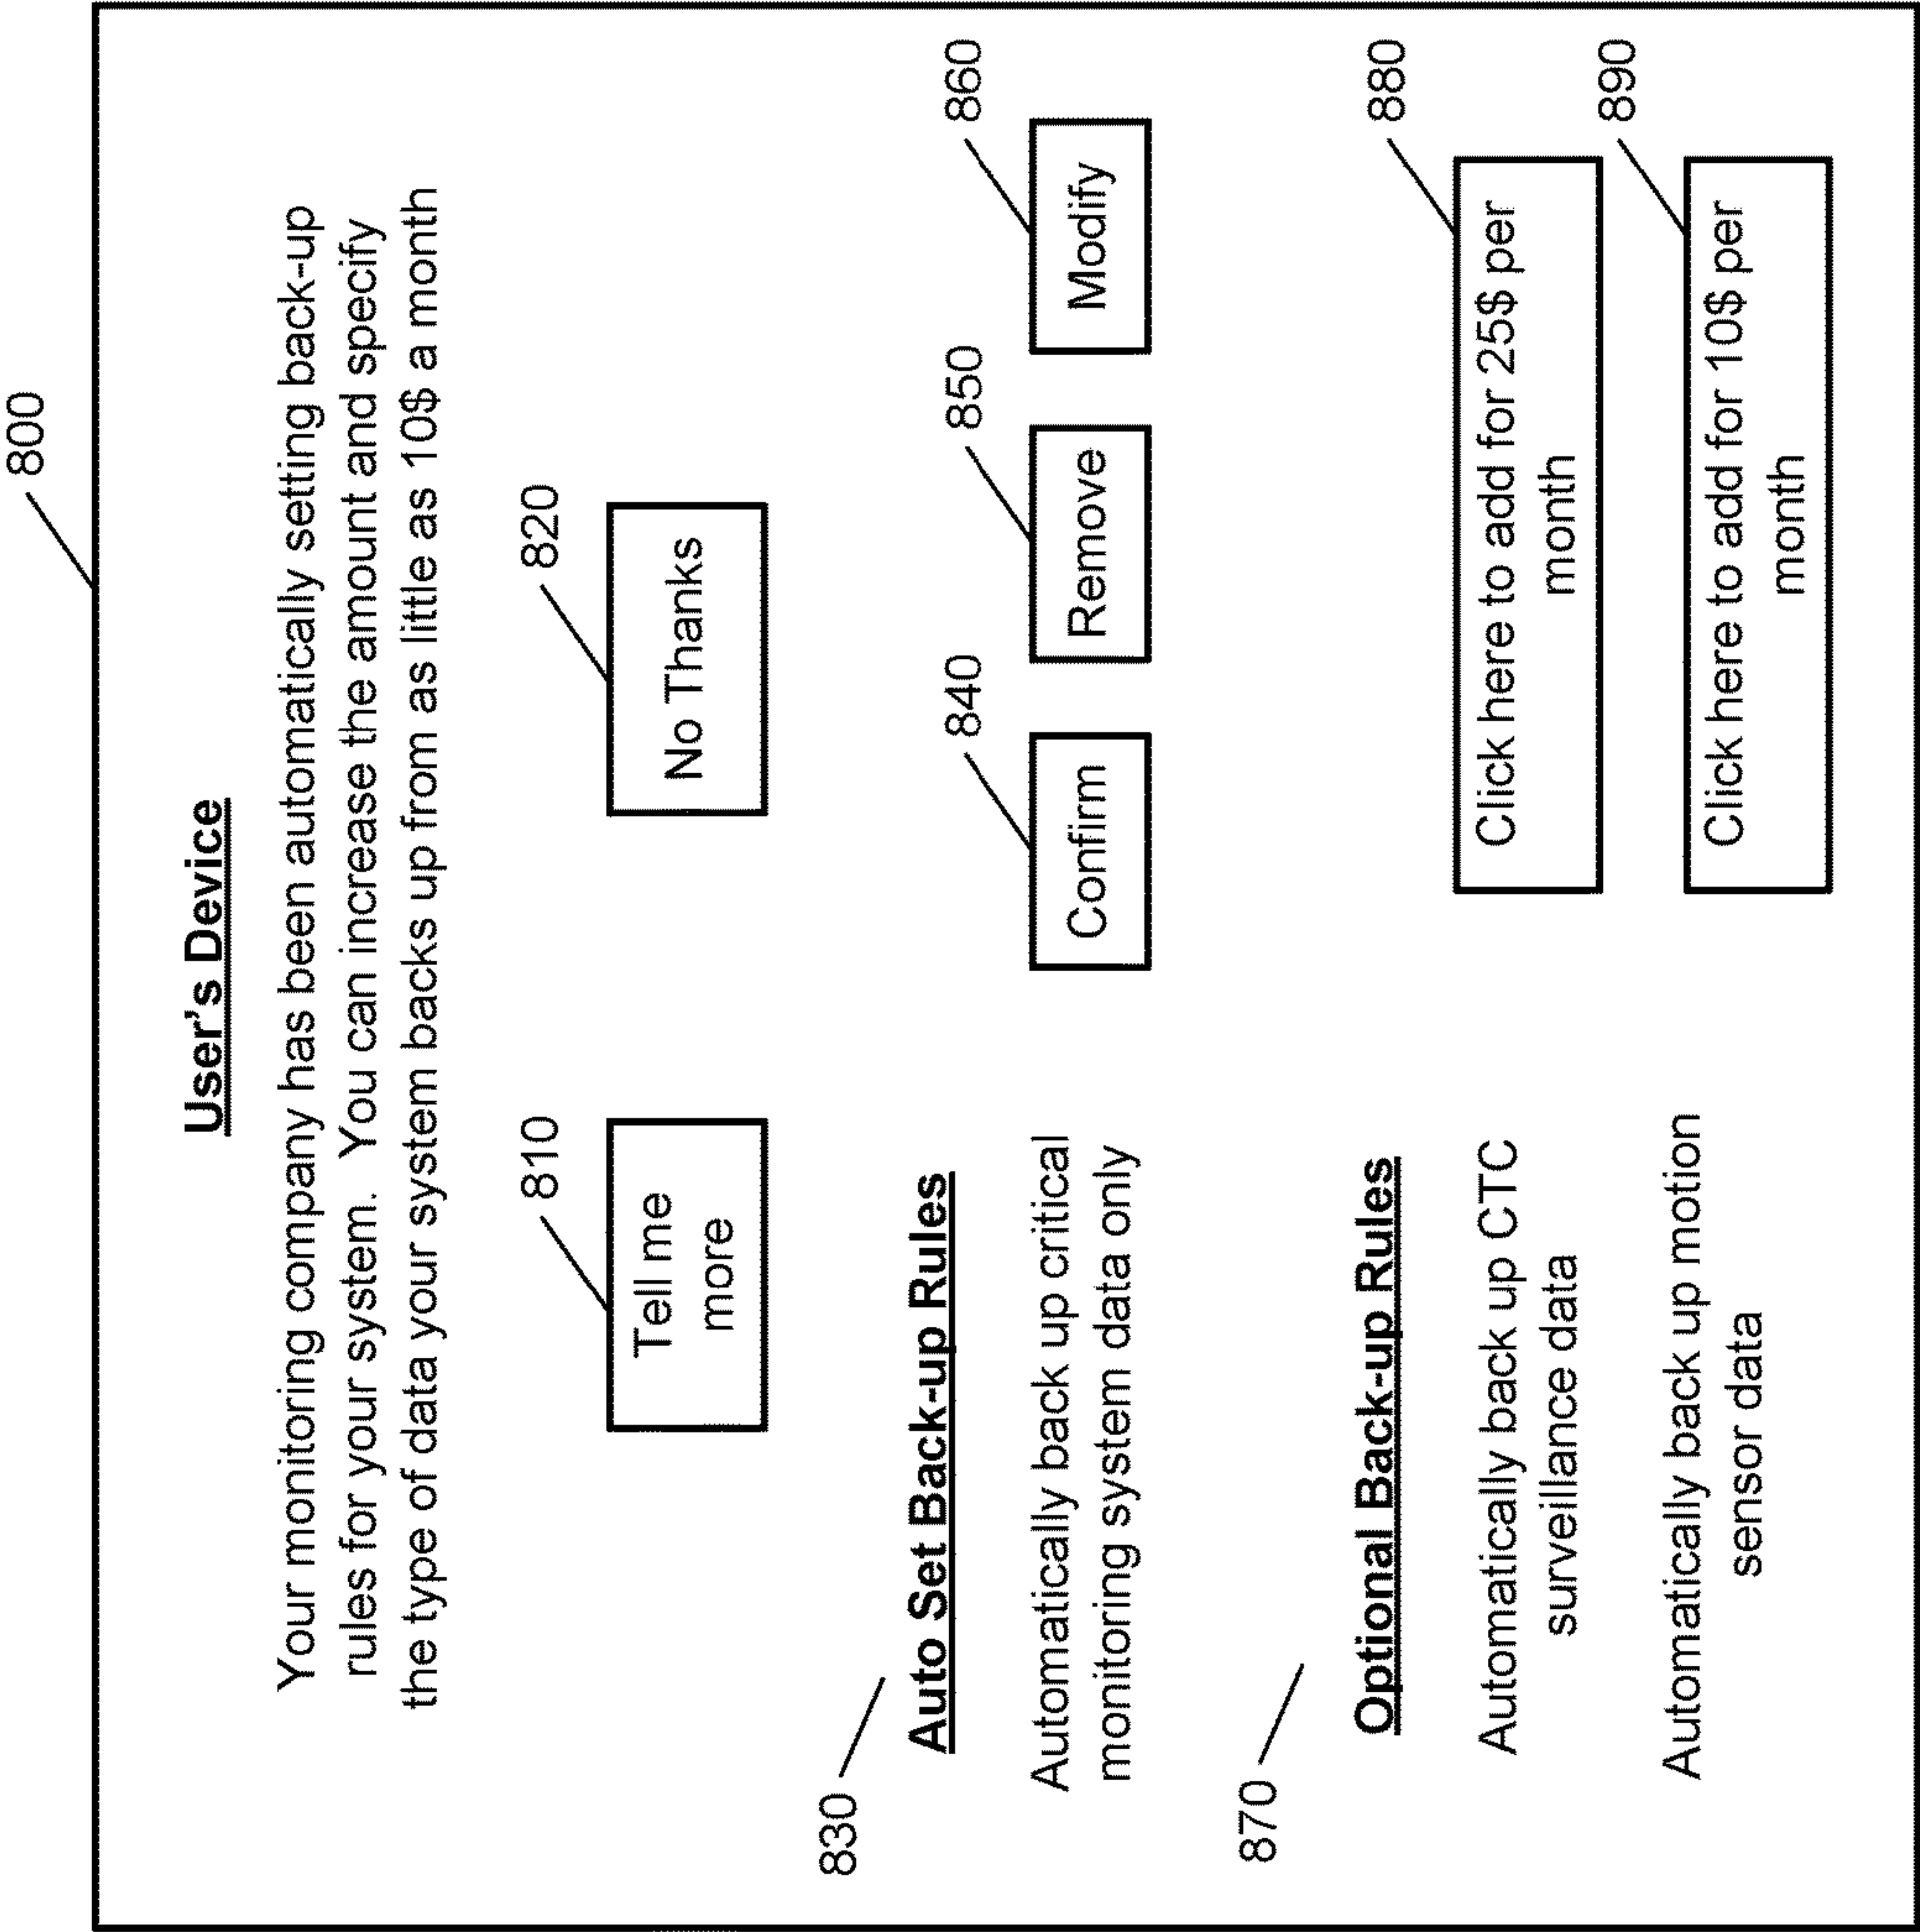 800
User's Device
Your monitoring company has been automatically setting back-up
rules for your system.  You can increase the amount and specify
the type of data your system backs up from as little as 10$ a month
810
820
Tell me
more
No Thanks
830
Auto Set Back-up Rules
840
850
860
Automatically back up critical
monitoring system data only
Confirm
Remove
Modify
870
Optional Back-up Rules
880
Automatically back up CTC
surveillance data
Click here to add for 25$ per
month
890
Automatically back up motion
sensor data
Click here to add for 10$ per
month